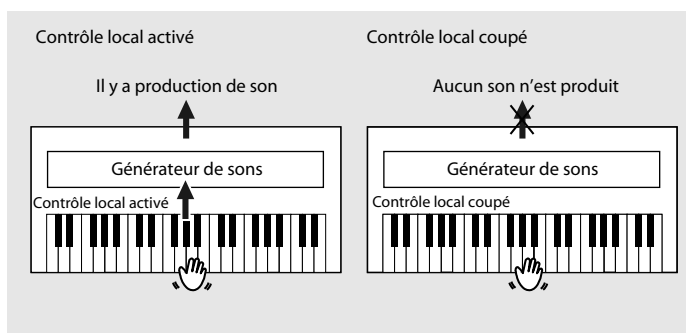 Contrôle local activé
Il y a production de son
Générateur de sons
Contrôle local activé
Contrôle local coupé
Aucun son n'est produit
Générateur de sons
Contrôle local coupé